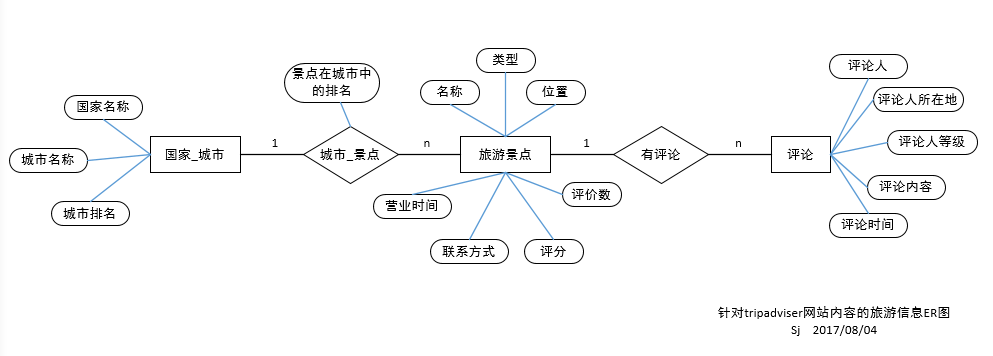 类型
评论人
景点在城市中
的排名
名称
位置
国家名称
评论人所在地
评论人等级
国家_城市
1
城市_景点
n
旅游景点
1
有评论
n
评论
城市名称
评论内容
评价数
营业时间
城市排名
评论时间
联系方式
评分
针对tripadviser网站内容的旅游信息ER图
Sj 2017/08/04